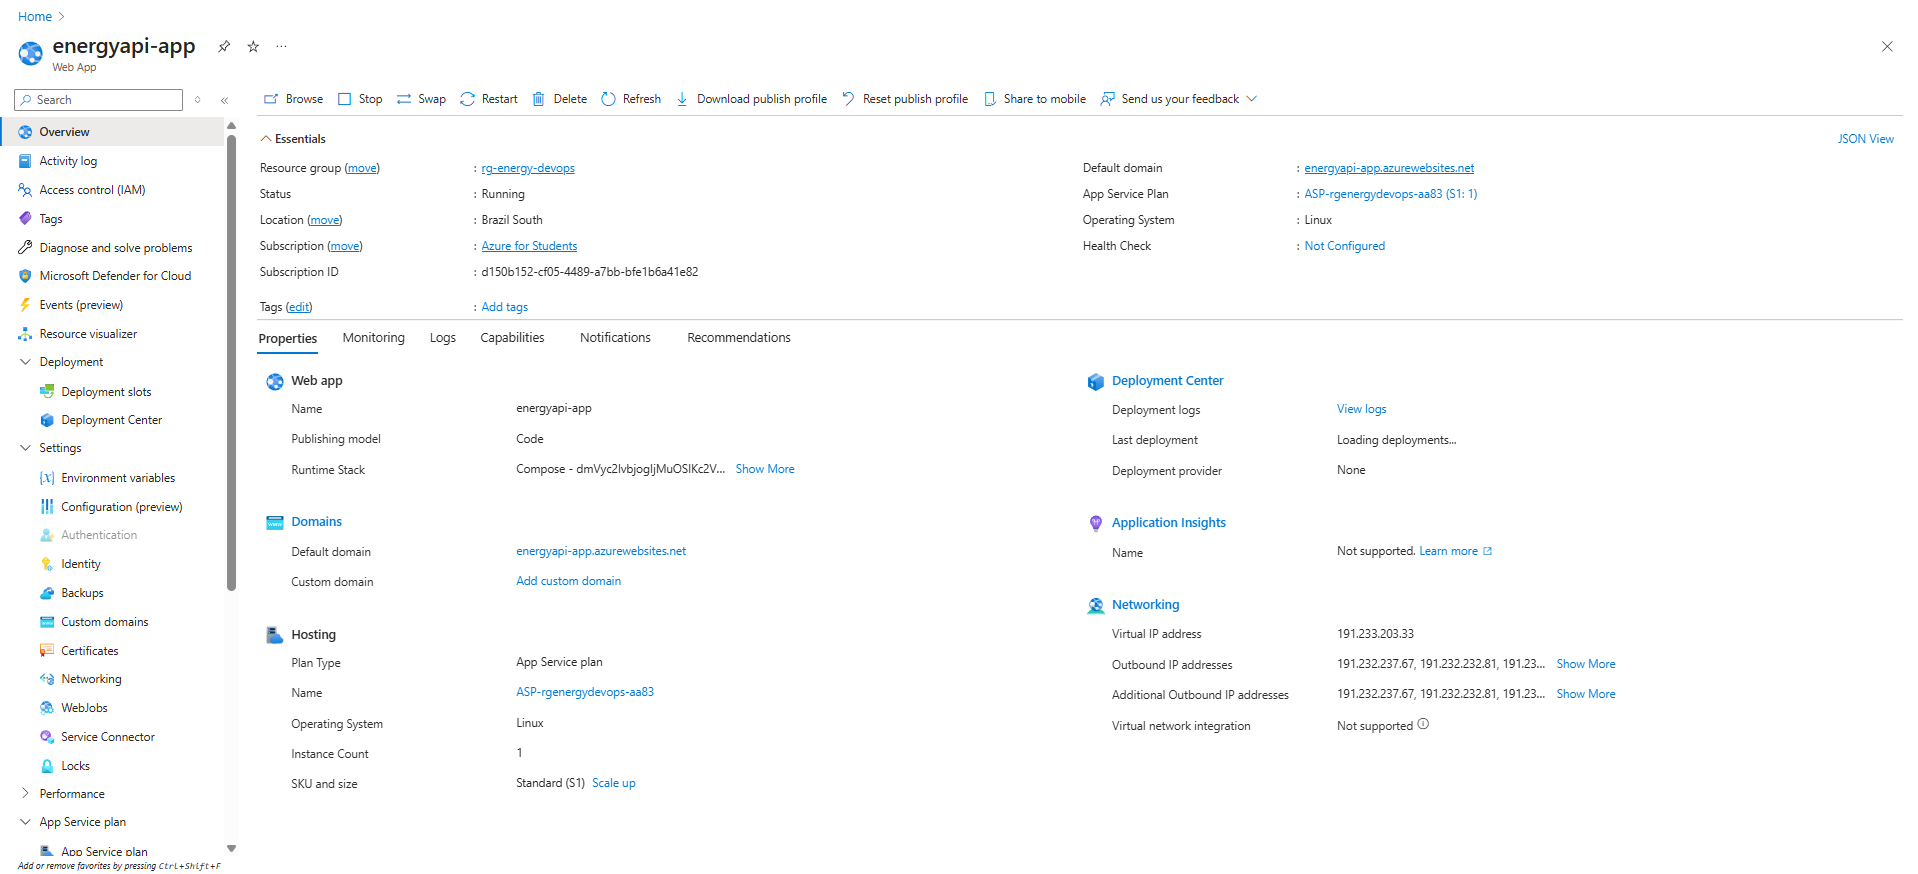 Home
energyapi-app
Web App
Search
Browse Stop Swap Restart Delete Refresh Download publish profile Reset publish profile Share to mobile Send us your feedback
Overview
Activity log
Access control (IAM)
Tags
Diagnose and solve problems
Microsoft Defender for Cloud
Events (preview)
Resource visualizer
Deployment
Deployment slots
Deployment Center
Settings
Environment variables
Configuration (preview)
Authentication
Identity
Backups
Custom domains
Certificates
Networking
WebJobs
Service Connector
Locks
Performance
App Service plan
App Service plan
Add or remove favorites by pressing Ctrl+Shift+F
Essentials
JSON View
Resource group (move) : rg-energy-devops
Status : Running
Location (move) : Brazil South
Subscription (move) : Azure for Students
Subscription ID : d150b152-cf05-4489-a7bb-bfe1b6a41e82
Tags (edit) : Add tags
Default domain : energyapi-app.azurewebsites.net
App Service Plan : ASP-rgenergydevops-aa83 (S1: 1)
Operating System : Linux
Health Check : Not Configured
Properties Monitoring Logs Capabilities Notifications Recommendations
Web app
Name energyapi-app
Publishing model Code
Runtime Stack Compose - dmVyc2lvbjogIjMuOSIKc2V... Show More
Domains
Default domain energyapi-app.azurewebsites.net
Custom domain Add custom domain
Hosting
Plan Type App Service plan
Name ASP-rgenergydevops-aa83
Operating System Linux
Instance Count 1
SKU and size Standard (S1) Scale up
Deployment Center
Deployment logs View logs
Last deployment Loading deployments...
Deployment provider None
Application Insights
Name Not supported. Learn more
Networking
Virtual IP address 191.233.203.33
Outbound IP addresses 191.232.237.67, 191.232.232.81, 191.23... Show More
Additional Outbound IP addresses 191.232.237.67, 191.232.232.81, 191.23... Show More
Virtual network integration Not supported